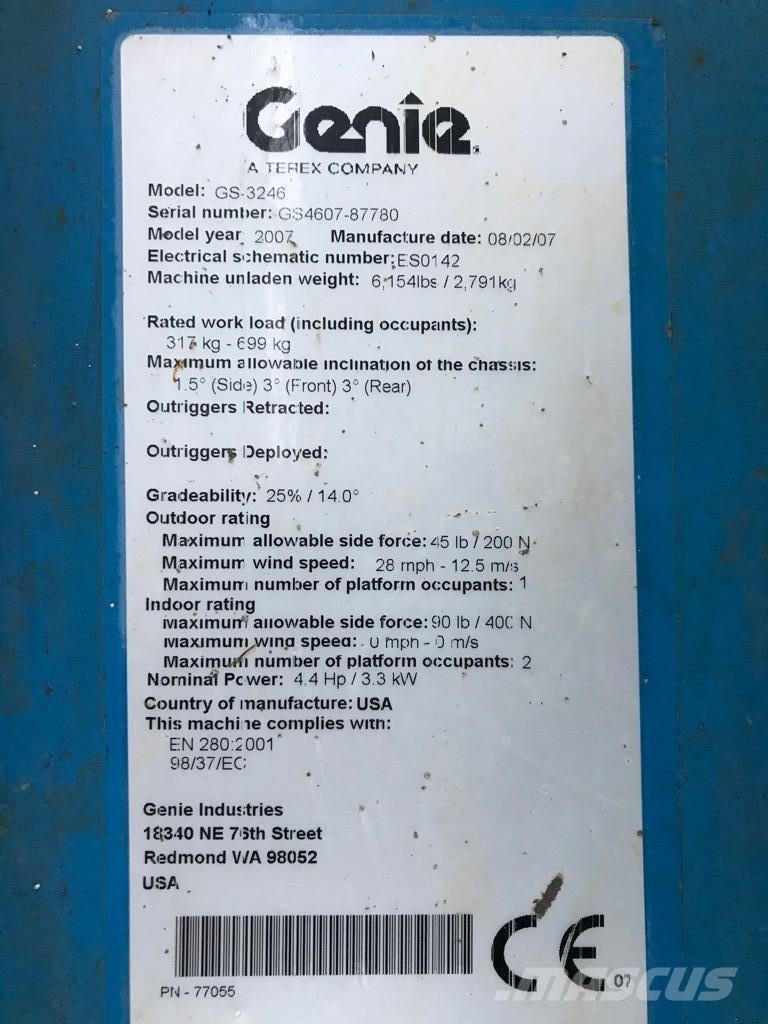 Genie
A TEREX COMPANY
Model: GS-3246
Serial number: GS4607-87780
Model year: 2007 Manufacture date: 08/02/07
Electrical schematic number: ES0142
Machine unladen weight: 6,154lbs / 2,791kg
Rated work load (including occupants):
317 kg - 699 kg
Maximum allowable inclination of the chassis:
1.5° (Side) 3° (Front) 3° (Rear)
Outriggers Retracted:
Outriggers Deployed:
Gradeability: 25% / 14.0°
Outdoor rating
Maximum allowable side force: 45 lb / 200 N
Maximum wind speed: 28 mph - 12.5 m/s
Maximum number of platform occupants: 1
Indoor rating
Maximum allowable side force: 90 lb / 400 N
Maximum wind speed: 0 mph - 0 m/s
Maximum number of platform occupants: 2
Nominal Power: 4.4 Hp / 3.3 kW
Country of manufacture: USA
This machine complies with:
EN 280:2001
98/37/EC
Genie Industries
18340 NE 76th Street
Redmond WA 98052
USA
CE 07
PN - 77055
mascus